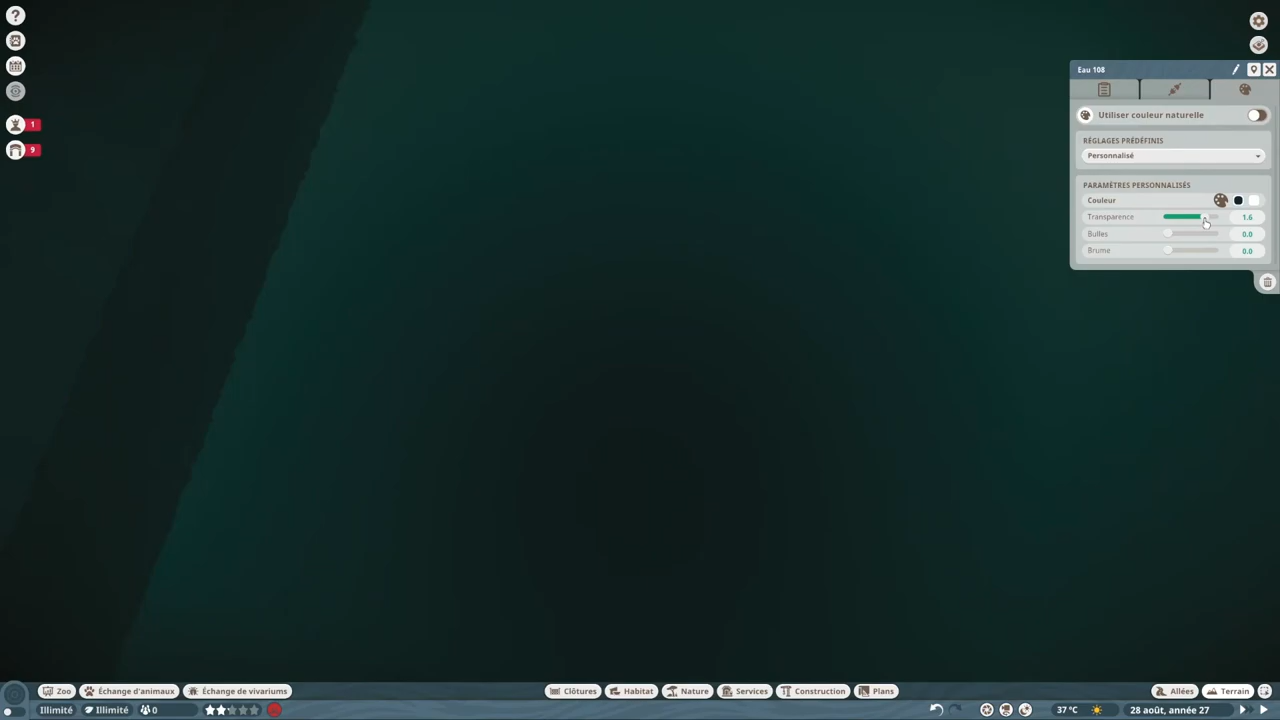 ?
1
9
Eau 108
Utiliser couleur naturelle
RÉGLAGES PRÉDÉFINIS
Personnalisé
PARAMÈTRES PERSONNALISÉS
Couleur
Transparence 1.6
Bulles 0.0
Brume 0.0
Zoo Échange d'animaux Échange de vivariums Clôtures Habitat Nature Services Construction Plans Allées Terrain
Illimité Illimité 0 37 °C 28 août, année 27